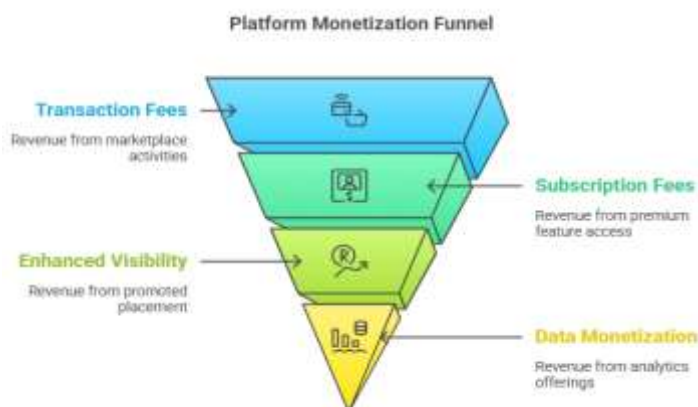 Platform Monetization Funnel
Transaction Fees
Revenue from marketplace
activities
Subscription Fees
Revenue from premium
feature access
Enhanced Visibility
Revenue from promoted
placement
R
Data Monetization
Revenue from analytics
offerings